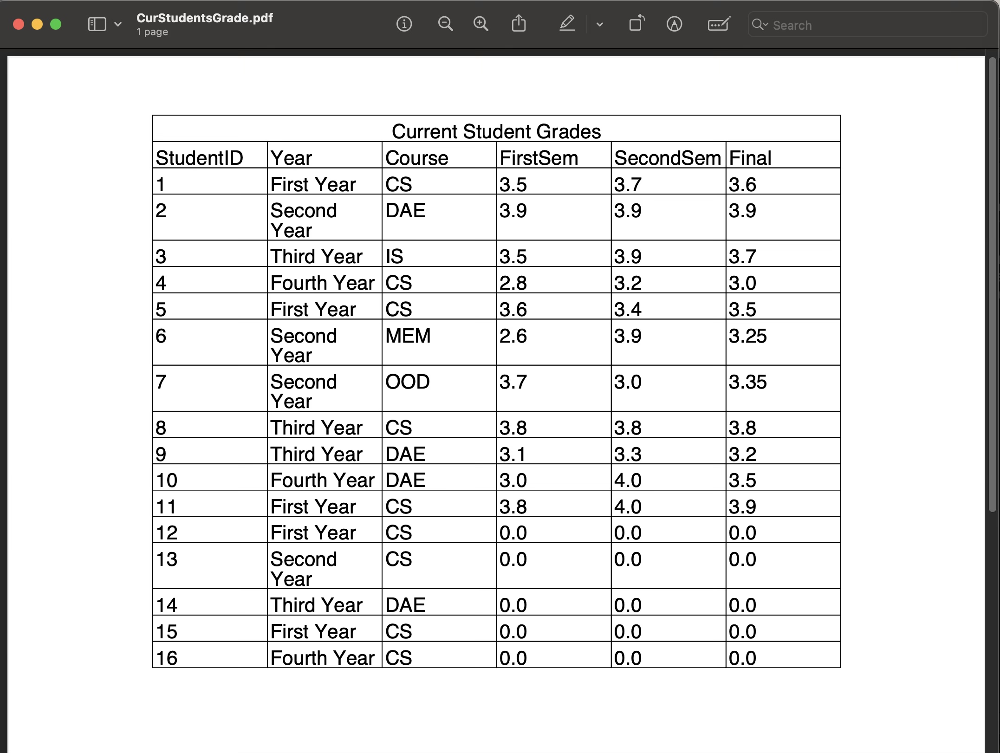 CurStudentsGrade.pdf
1 page
Search
Current Student Grades
StudentID Year Course FirstSem SecondSem Final
1 First Year CS 3.5 3.7 3.6
2 Second Year DAE 3.9 3.9 3.9
3 Third Year IS 3.5 3.9 3.7
4 Fourth Year CS 2.8 3.2 3.0
5 First Year CS 3.6 3.4 3.5
6 Second Year MEM 2.6 3.9 3.25
7 Second Year OOD 3.7 3.0 3.35
8 Third Year CS 3.8 3.8 3.8
9 Third Year DAE 3.1 3.3 3.2
10 Fourth Year DAE 3.0 4.0 3.5
11 First Year CS 3.8 4.0 3.9
12 First Year CS 0.0 0.0 0.0
13 Second Year CS 0.0 0.0 0.0
14 Third Year DAE 0.0 0.0 0.0
15 First Year CS 0.0 0.0 0.0
16 Fourth Year CS 0.0 0.0 0.0